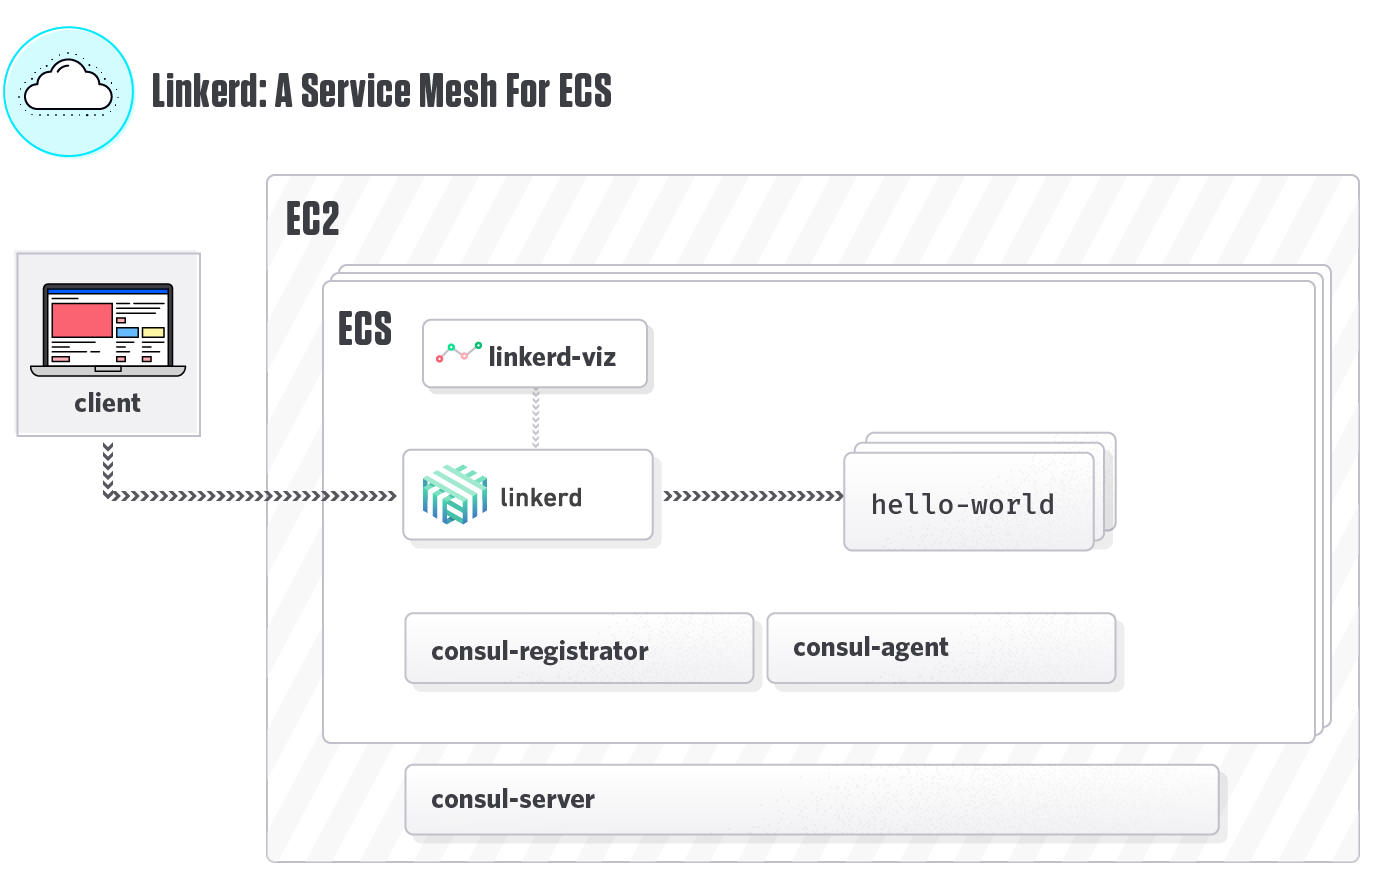 Linkerd: A Service Mesh For ECS
EC2
ECS
linkerd-viz
client
linkerd
hello-world
consul-registrator
consul-agent
consul-server